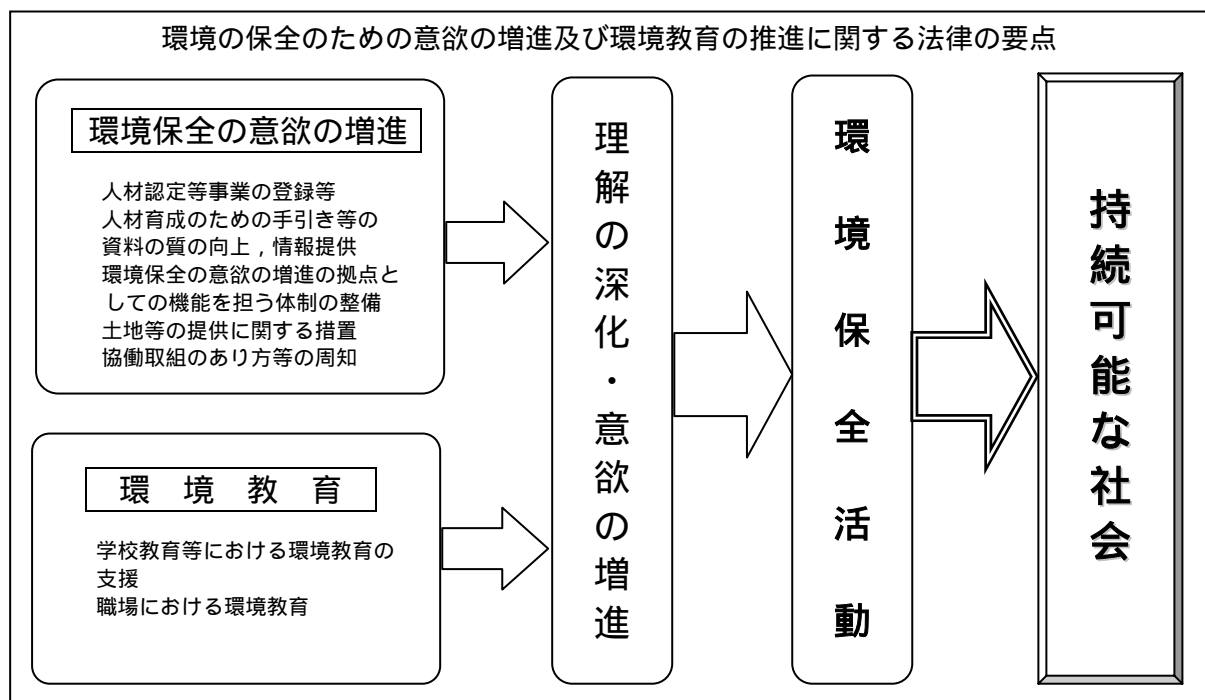 環境の保全のための意欲の増進及び環境教育の推進に関する法律の要点
環境保全の意欲の増進
人材認定等事業の登録等
人材育成のための手引き等の
資料の質の向上,情報提供
環境保全の意欲の増進の拠点と
しての機能を担う体制の整備
土地等の提供に関する措置
協働取組のあり方等の周知
環 境 教 育
学校教育等における環境教育の
支援
職場における環境教育
理解の深化・意欲の増進
環境保全活動
持続可能な社会